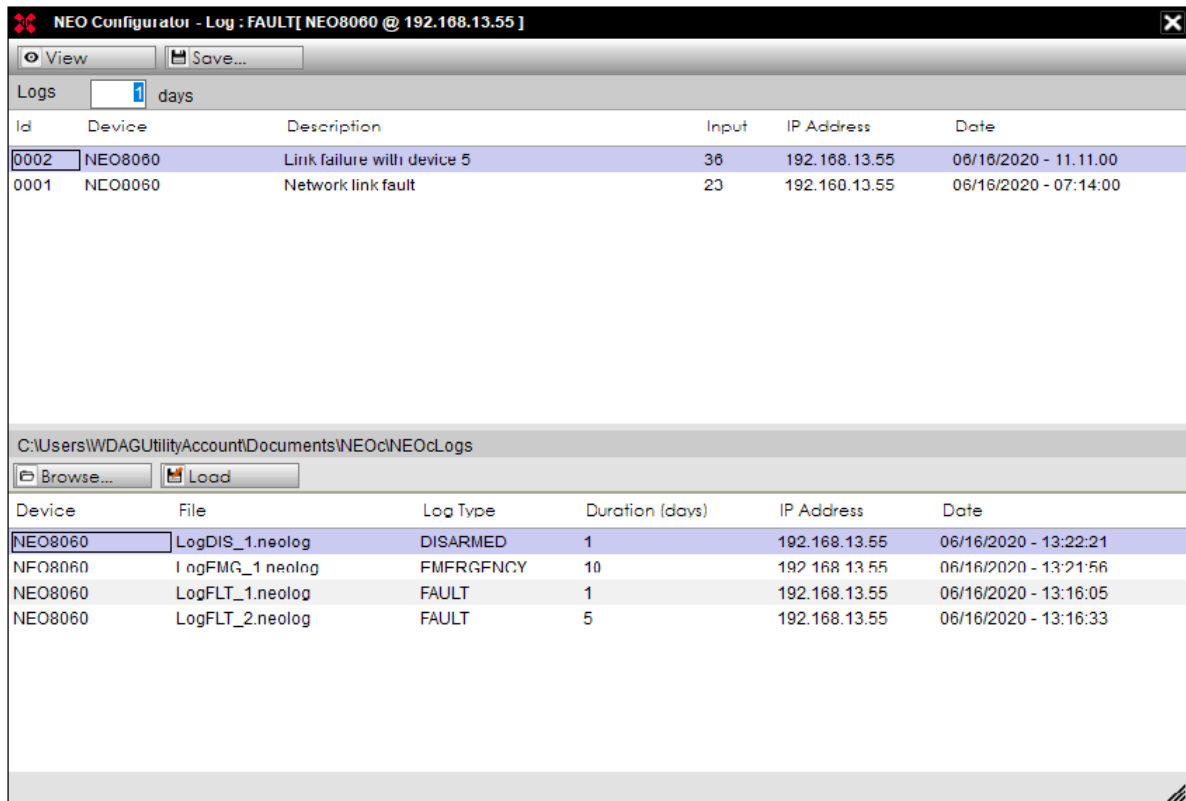 NEO Configurator - Log : FAULT[ NEO8060 @ 192.168.13.55 ]
View Save...
Logs 1 days
Id Device Description Input IP Address Date
0002 NEO8060 Link failure with device 5 36 192.168.13.55 06/16/2020 - 11:11:00
0001 NEO8060 Network link fault 23 192.168.13.55 06/16/2020 - 07:14:00
C:\Users\WDAGUtilityAccount\Documents\NEOc\NEOcLogs
Browse... Load
Device File Log Type Duration (days) IP Address Date
NEO8060 LogDIS_1.neolog DISARMED 1 192.168.13.55 06/16/2020 - 13:22:21
NEO8060 LogEMG_1.neolog EMERGENCY 10 192.168.13.55 06/16/2020 - 13:21:56
NEO8060 LogFLT_1.neolog FAULT 1 192.168.13.55 06/16/2020 - 13:16:05
NEO8060 LogFLT_2.neolog FAULT 5 192.168.13.55 06/16/2020 - 13:16:33